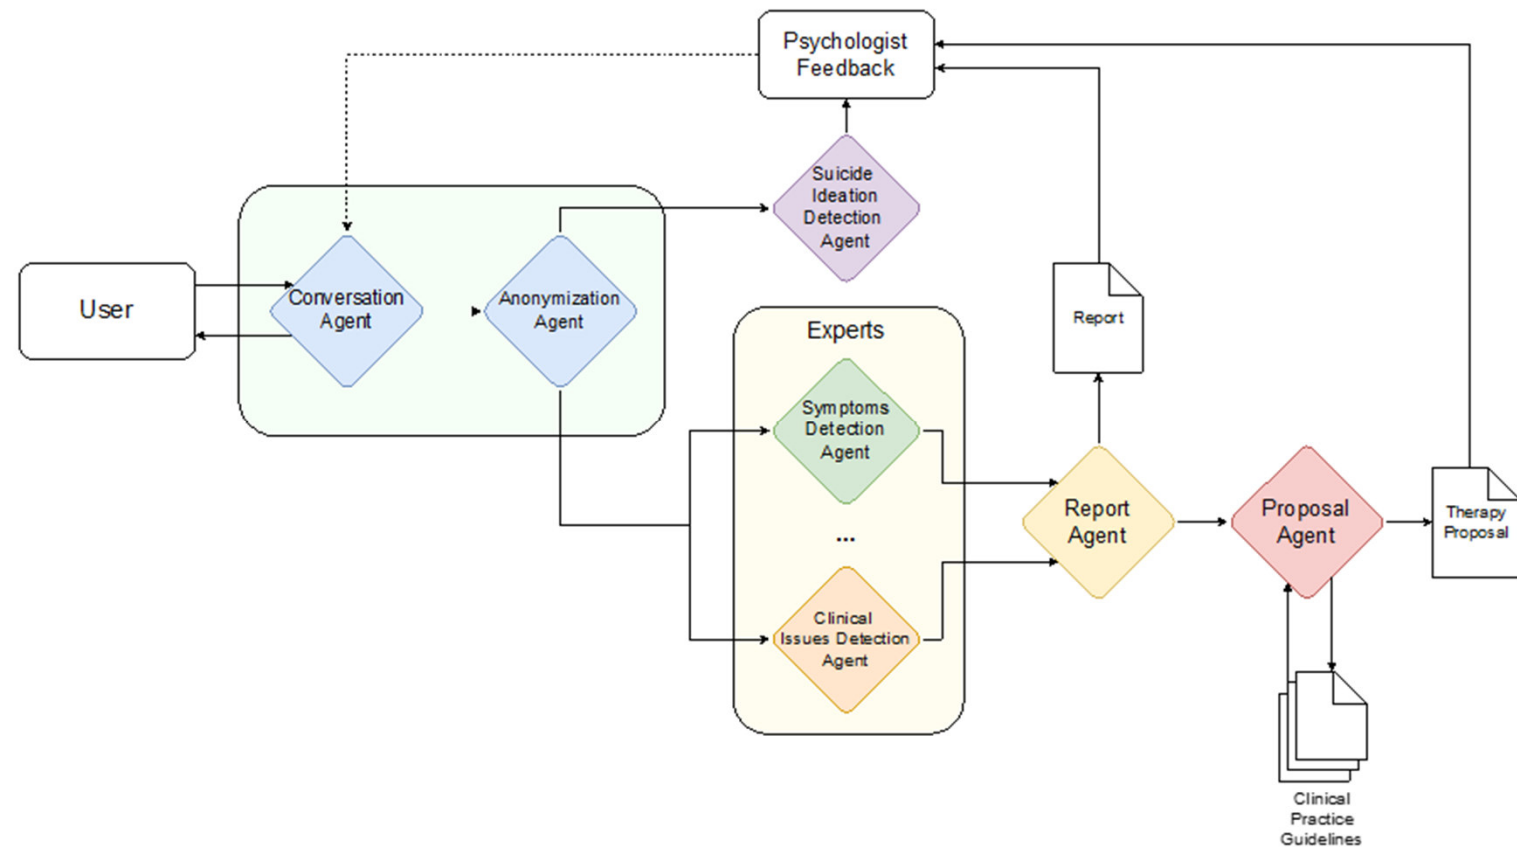 Psychologist
Feedback
Suicide
Ideation
Detection
Agent
User
Conversation
Agent
Anonymization
Agent
Experts
Symptoms
Detection
Agent
...
Clinical
Issues Detection
Agent
Report
Report
Agent
Proposal
Agent
Therapy
Proposal
Clinical
Practice
Guidelines